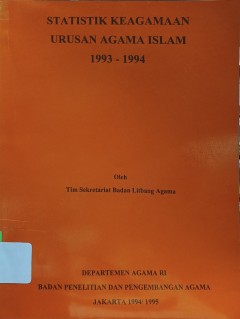 STATISTIK KEAGAMAAN
URUSAN AGAMA ISLAM
1993 - 1994
Oleh
Tim Sekretariat Badan Litbang Agama
DEPARTEMEN AGAMA RI
BADAN PENELITIAN DAN PENGEMBANGAN AGAMA
JAKARTA 1994/ 1995